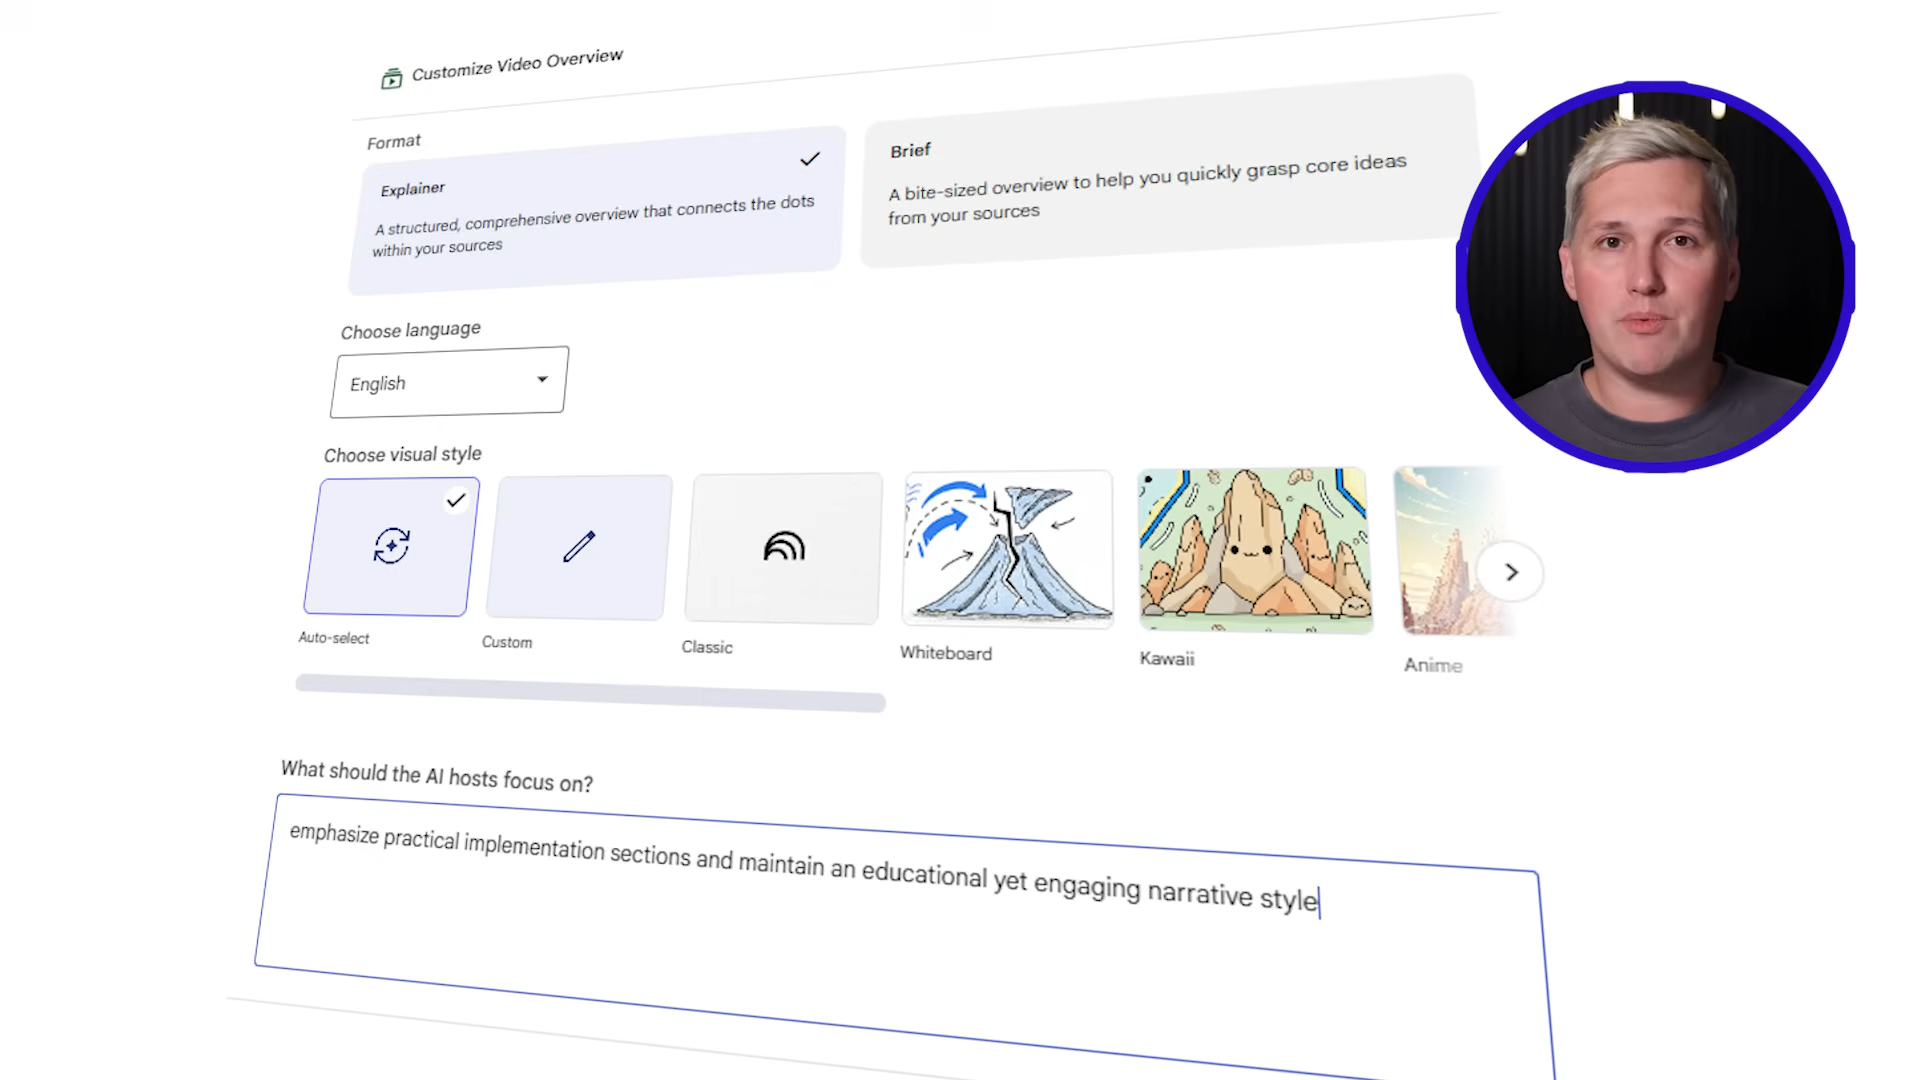 Customize Video Overview
Format
Explainer
A structured, comprehensive overview that connects the dots
within your sources
Brief
A bite-sized overview to help you quickly grasp core ideas
from your sources
Choose language
English
Choose visual style
Auto-select
Custom
Classic
Whiteboard
Kawaii
Anime
What should the AI hosts focus on?
emphasize practical implementation sections and maintain an educational yet engaging narrative style